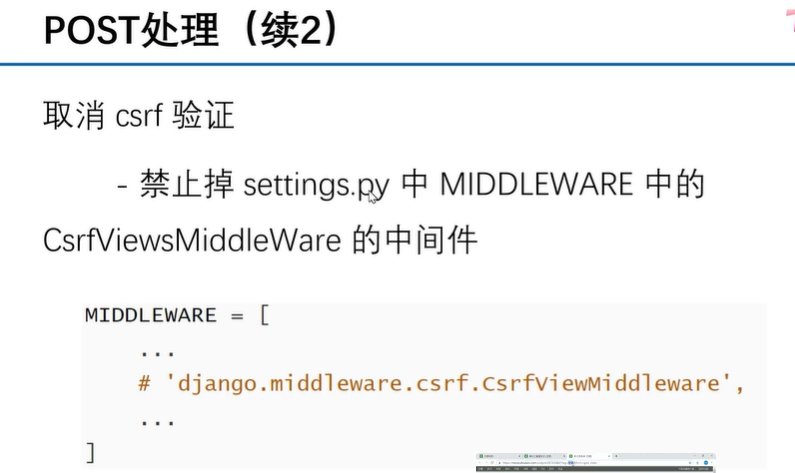 POST处理（续2）
取消 csrf 验证
- 禁止掉 settings.py 中 MIDDLEWARE 中的
CsrfViewsMiddleWare 的中间件
MIDDLEWARE = [
...
# 'django.middleware.csrf.CsrfViewMiddleware',
...
]